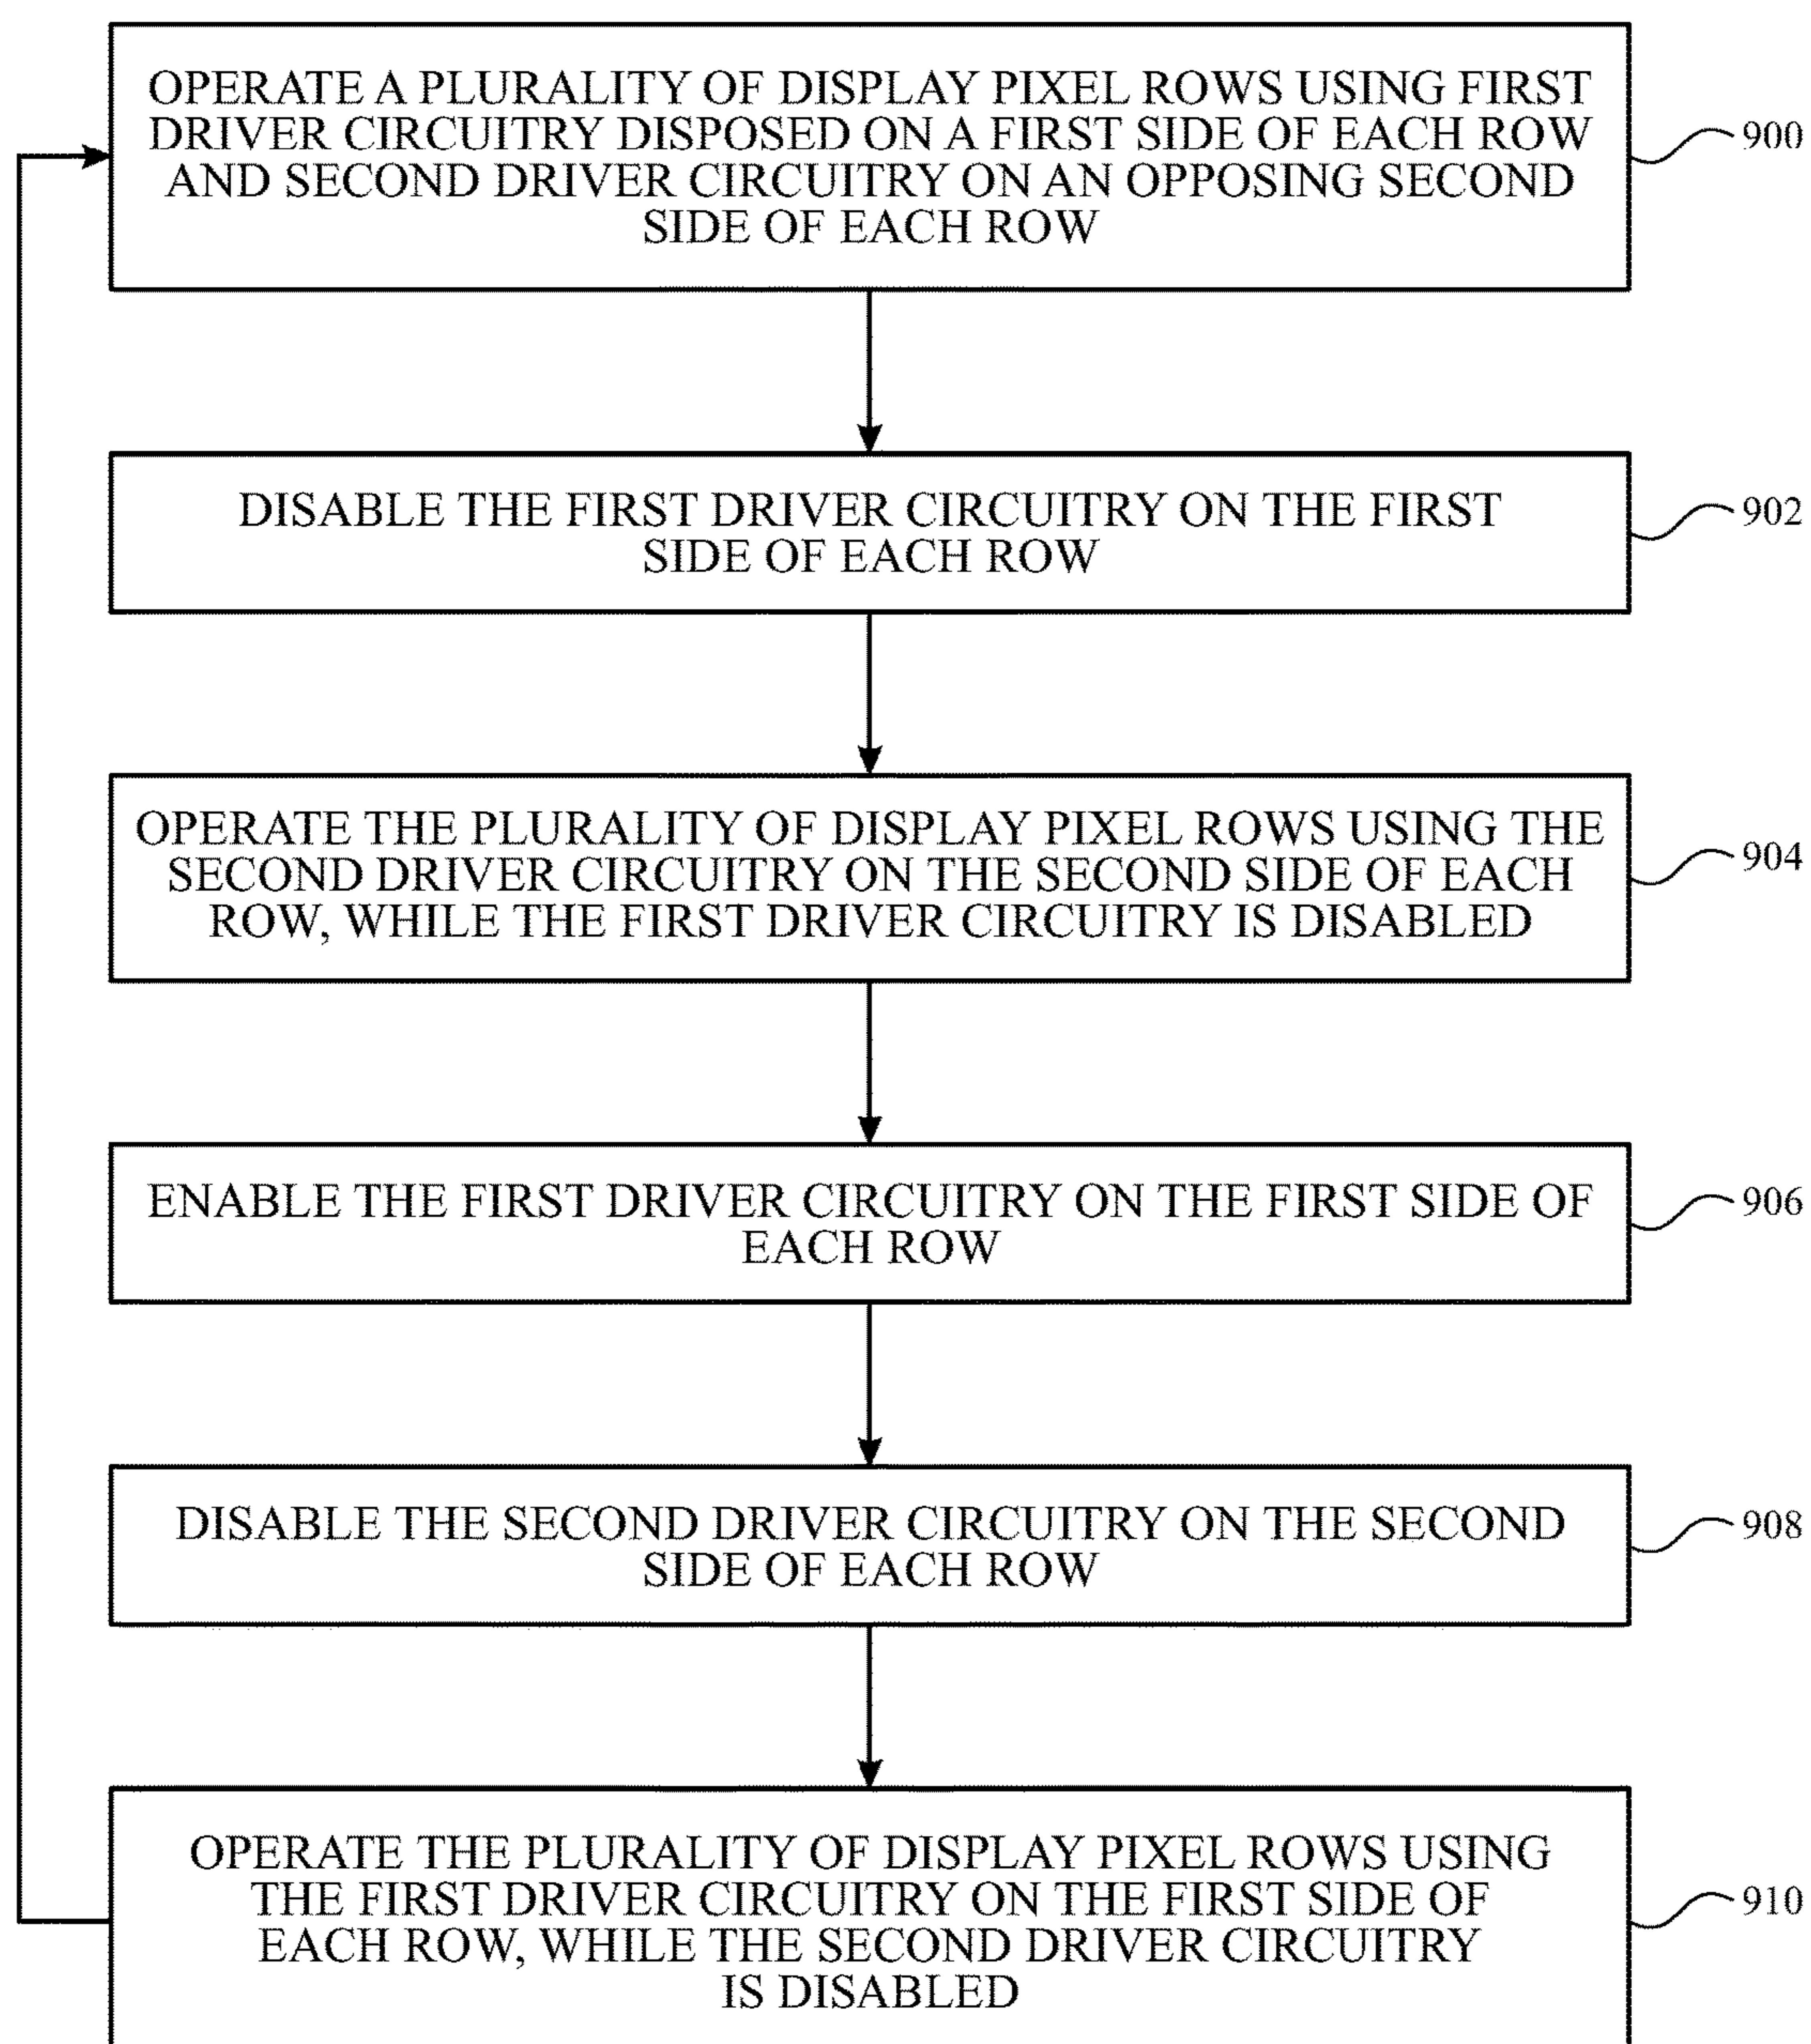 OPERATE A PLURALITY OF DISPLAY PIXEL ROWS USING FIRST
DRIVER CIRCUITRY DISPOSED ON A FIRST SIDE OF EACH ROW
AND SECOND DRIVER CIRCUITRY ON AN OPPOSING SECOND
SIDE OF EACH ROW
900
DISABLE THE FIRST DRIVER CIRCUITRY ON THE FIRST
SIDE OF EACH ROW
902
OPERATE THE PLURALITY OF DISPLAY PIXEL ROWS USING THE
SECOND DRIVER CIRCUITRY ON THE SECOND SIDE OF EACH
ROW, WHILE THE FIRST DRIVER CIRCUITRY IS DISABLED
904
ENABLE THE FIRST DRIVER CIRCUITRY ON THE FIRST SIDE OF
EACH ROW
906
DISABLE THE SECOND DRIVER CIRCUITRY ON THE SECOND
SIDE OF EACH ROW
908
OPERATE THE PLURALITY OF DISPLAY PIXEL ROWS USING
THE FIRST DRIVER CIRCUITRY ON THE FIRST SIDE OF
EACH ROW, WHILE THE SECOND DRIVER CIRCUITRY
IS DISABLED
910